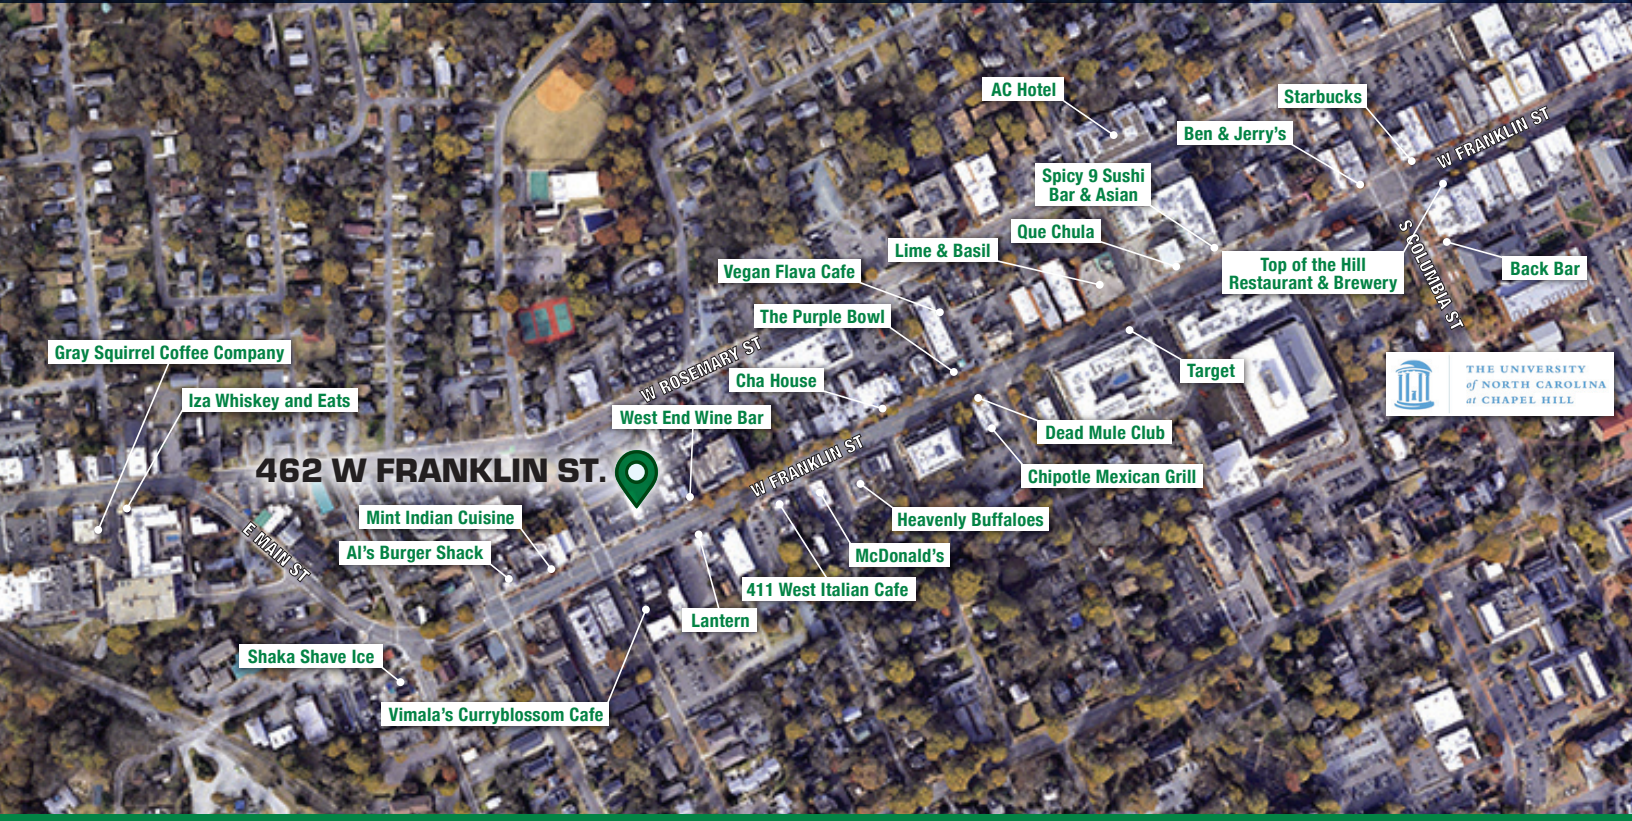 AC Hotel
Starbucks
W FRANKLIN ST
Ben & Jerry's
Spicy 9 Sushi
Bar & Asian
Que Chula
Lime & Basil
S COLUMBIA ST
Top of the Hill
Restaurant & Brewery
Back Bar
Vegan Flava Cafe
The Purple Bowl
Gray Squirrel Coffee Company
W ROSEMARY ST
Cha House
Target
THE UNIVERSITY
of NORTH CAROLINA
at CHAPEL HILL
Iza Whiskey and Eats
West End Wine Bar
Dead Mule Club
462 W FRANKLIN ST.
W FRANKLIN ST
Chipotle Mexican Grill
Mint Indian Cuisine
Heavenly Buffaloes
E MAIN ST
Al's Burger Shack
McDonald's
411 West Italian Cafe
Lantern
Shaka Shave Ice
Vimala's Curryblossom Cafe